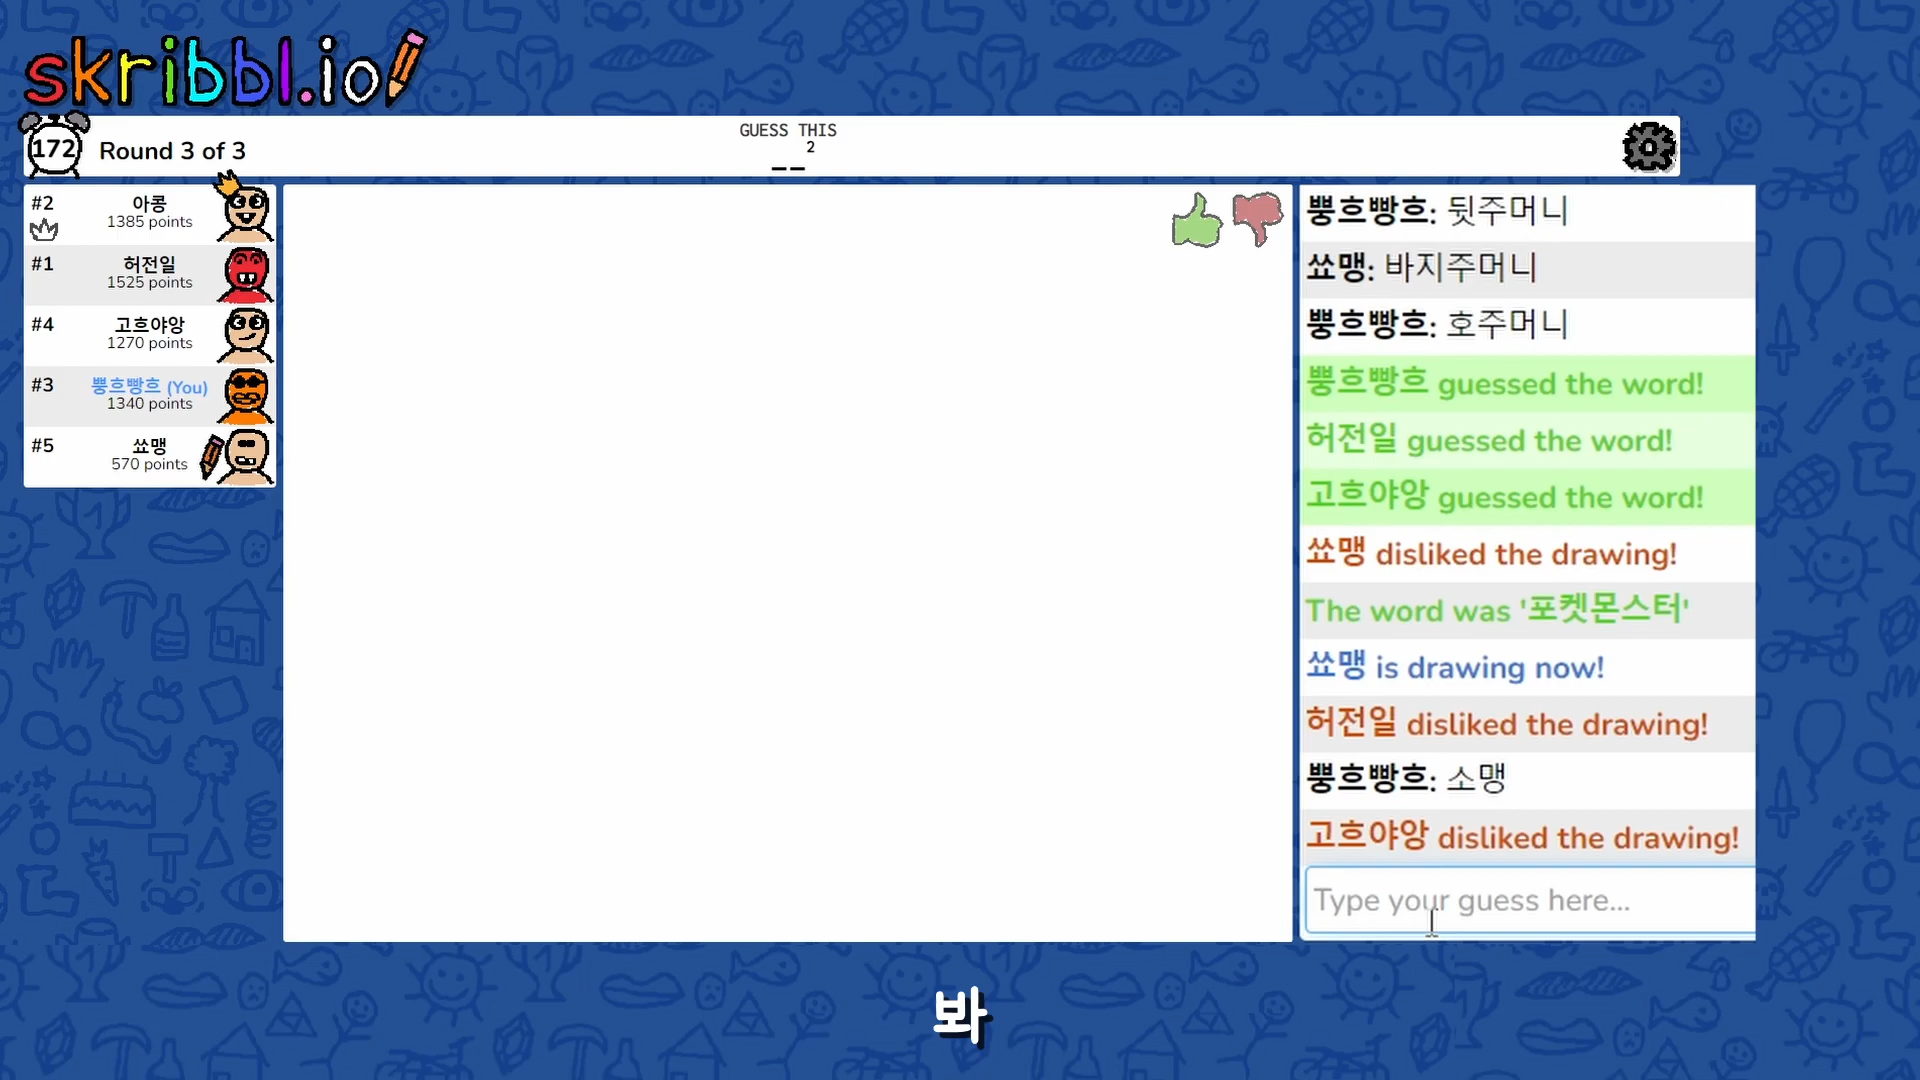 skribbl.io
172
Round 3 of 3
GUESS THIS
2
__
#2
아콩
1385 points
#1
허전일
1525 points
#4
고흐야앙
1270 points
#3
뿡흐빵흐 (You)
1340 points
#5
쑈맹
570 points
뿡흐빵흐: 뒷주머니
쑈맹: 바지주머니
뿡흐빵흐: 호주머니
뿡흐빵흐 guessed the word!
허전일 guessed the word!
고흐야앙 guessed the word!
쑈맹 disliked the drawing!
The word was '포켓몬스터'
쑈맹 is drawing now!
허전일 disliked the drawing!
뿡흐빵흐: 소맹
고흐야앙 disliked the drawing!
Type your guess here...
봐